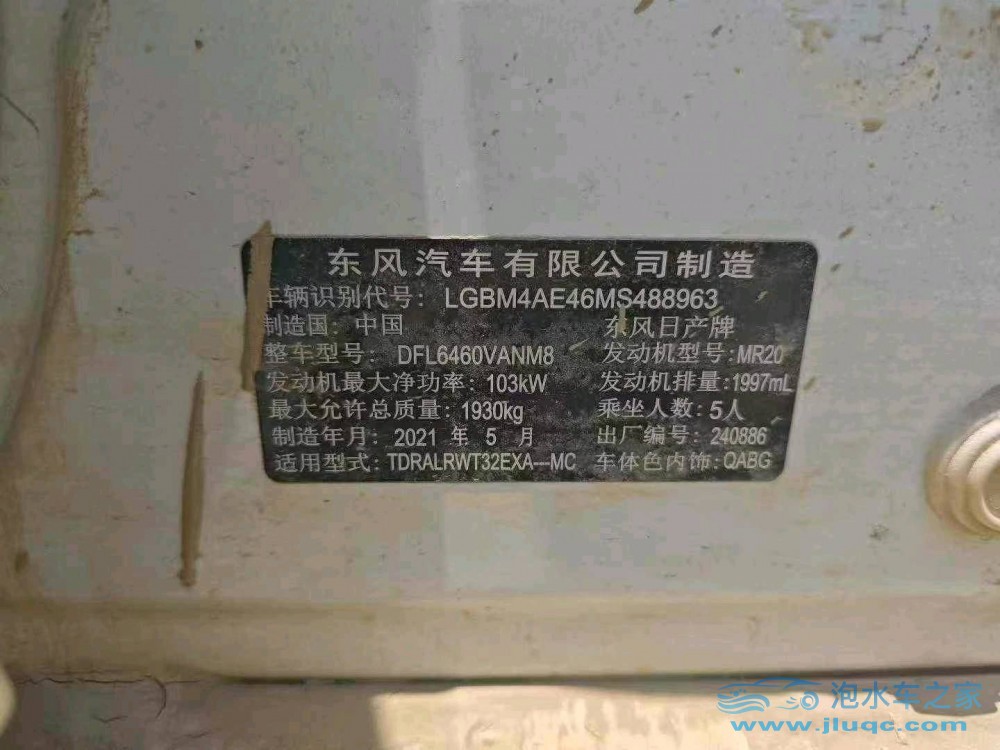 东风汽车有限公司制造
车辆识别代号: LGBM4AE46MS488963
制造国: 中国 东风日产牌
整车型号: DFL6460VANM8 发动机型号:MR20
发动机最大净功率: 103kW 发动机排量:1997mL
最大允许总质量: 1930kg 乘坐人数: 5人
制造年月: 2021 年 5 月 出厂编号: 240886
适用型式: TDRALRWT32EXA—MC 车体色内饰: QABG
泡水车之家
www.jluqc.com